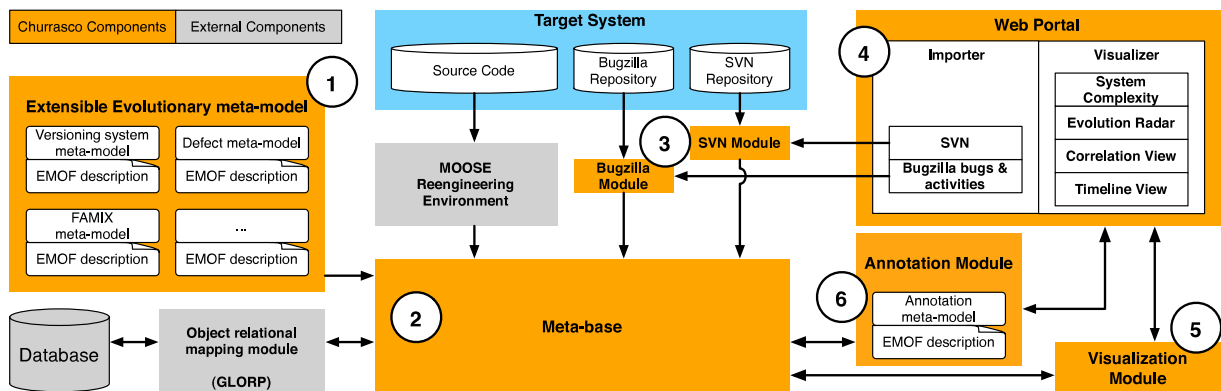 Churrasco Components
External Components
Target System
Source Code
Bugzilla
Repository
SVN
Repository
Web Portal
4
Importer
Visualizer
System
Complexity
Evolution Radar
Correlation View
Timeline View
SVN
Bugzilla bugs &
activities
1
Extensible Evolutionary meta-model
Versioning system
meta-model
EMOF description
Defect meta-model
EMOF description
FAMIX
meta-model
EMOF description
...
EMOF description
MOOSE
Reengineering
Environment
3
SVN Module
Bugzilla
Module
2
Meta-base
Annotation Module
6
Annotation
meta-model
EMOF description
5
Visualization
Module
Database
Object relational
mapping module
(GLORP)